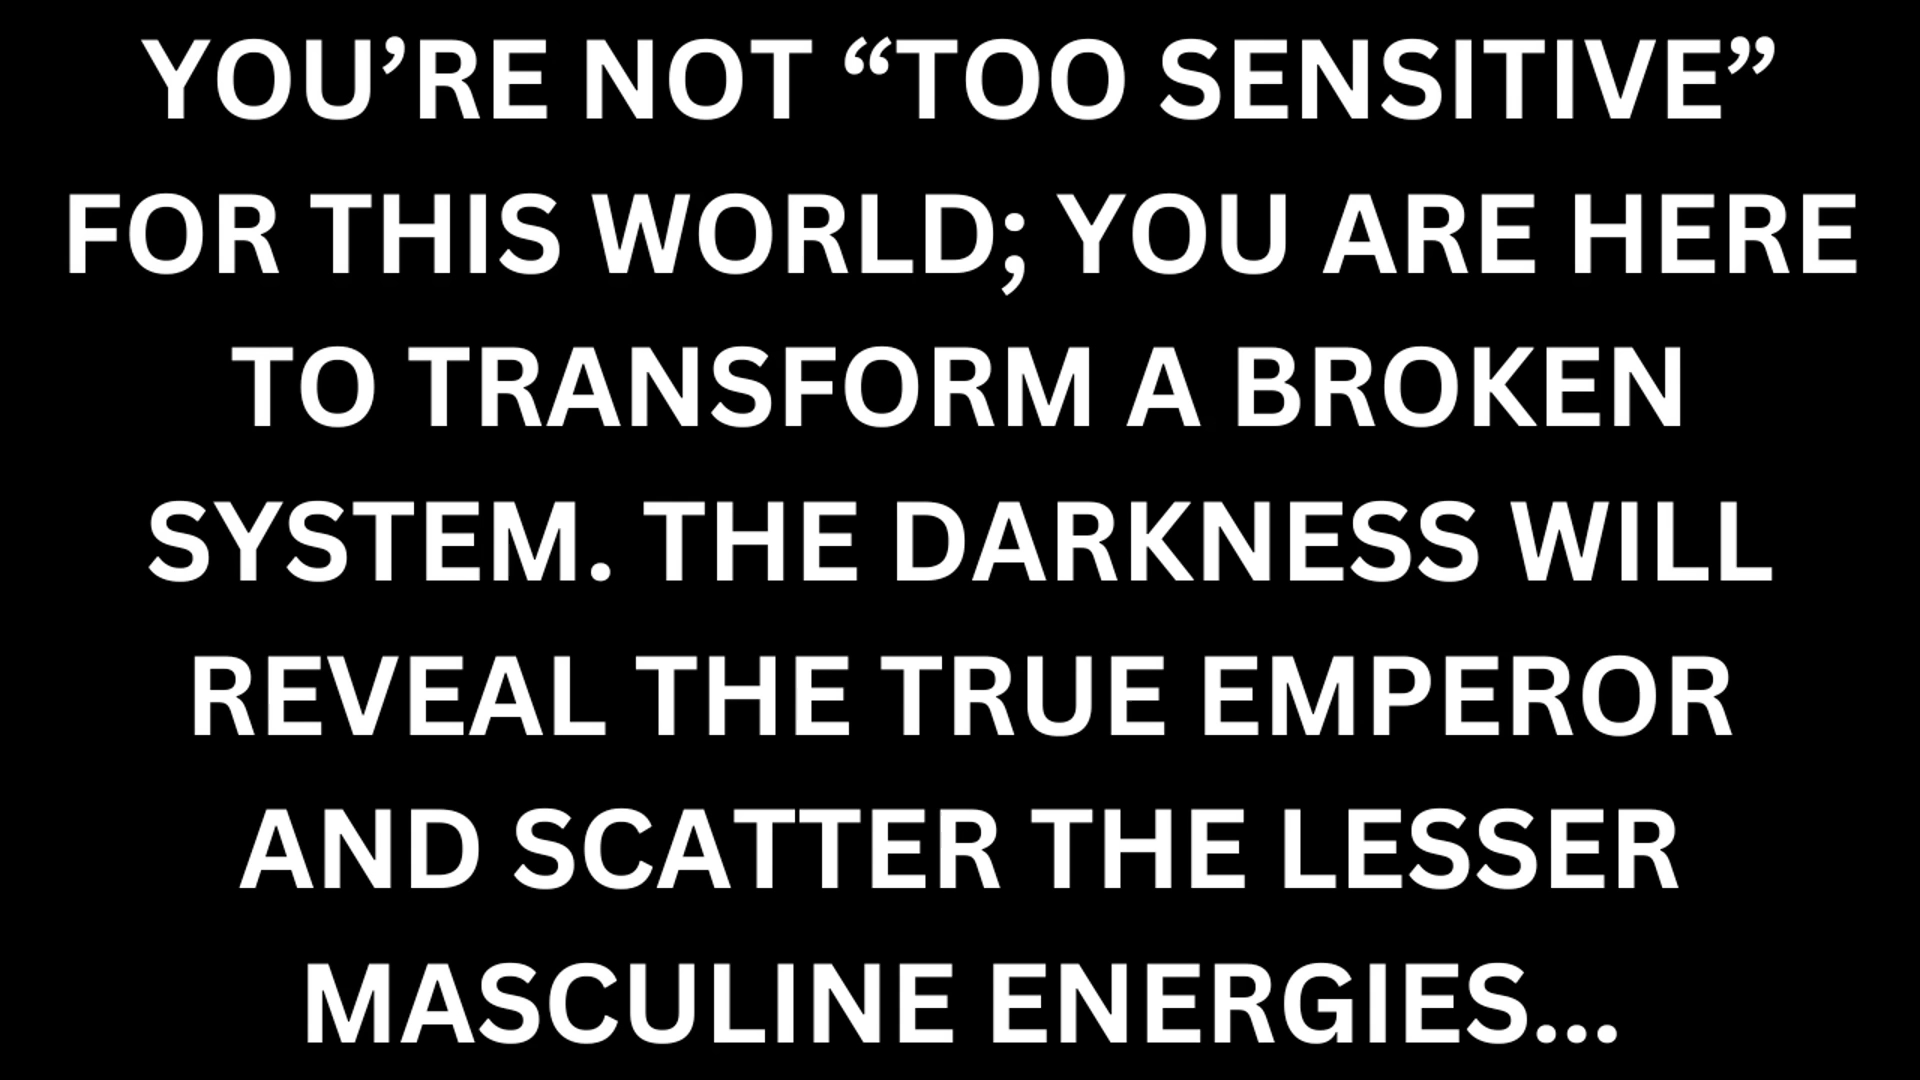 YOU’RE NOT “TOO SENSITIVE”
FOR THIS WORLD; YOU ARE HERE
TO TRANSFORM A BROKEN
SYSTEM. THE DARKNESS WILL
REVEAL THE TRUE EMPEROR
AND SCATTER THE LESSER
MASCULINE ENERGIES...